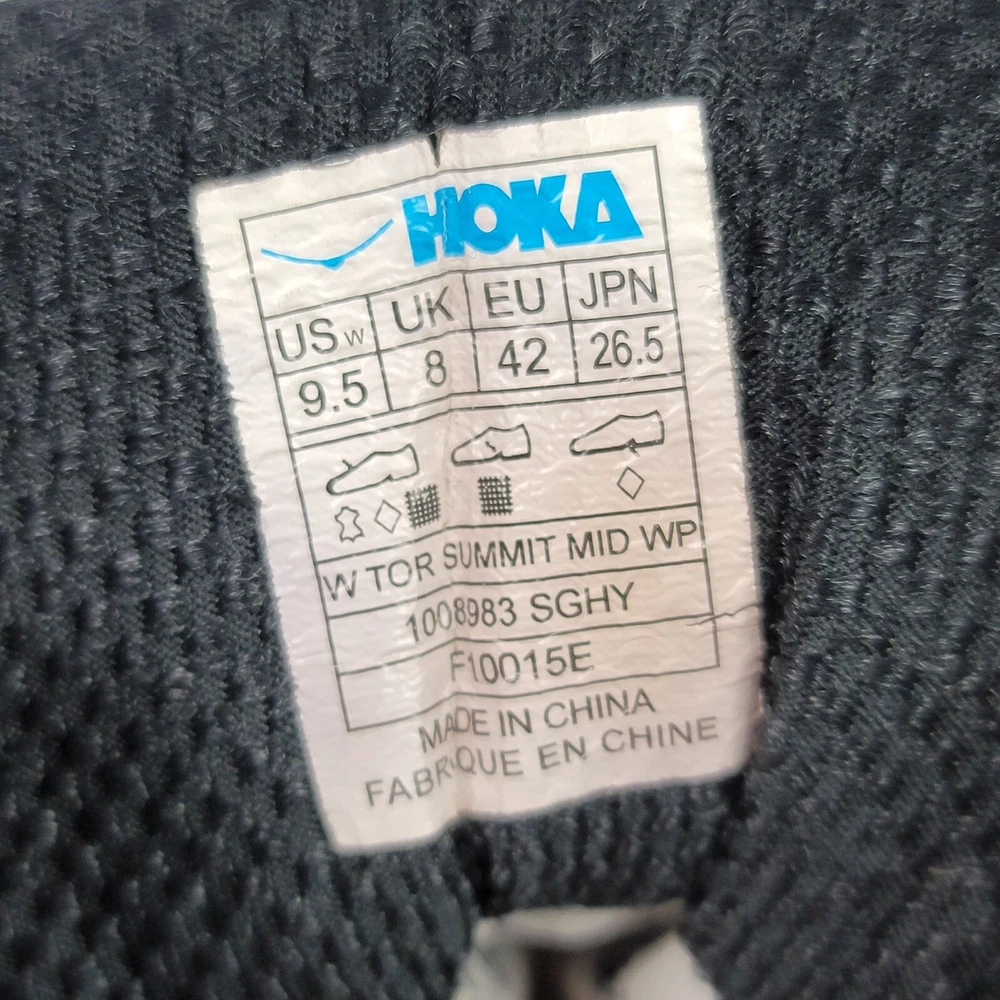 HOKA
USw UK EU JPN
9.5 8 42 26.5
W TOR SUMMIT MID WP
1008983 SGHY
F10015E
MADE IN CHINA
FABRIQUE EN CHINE